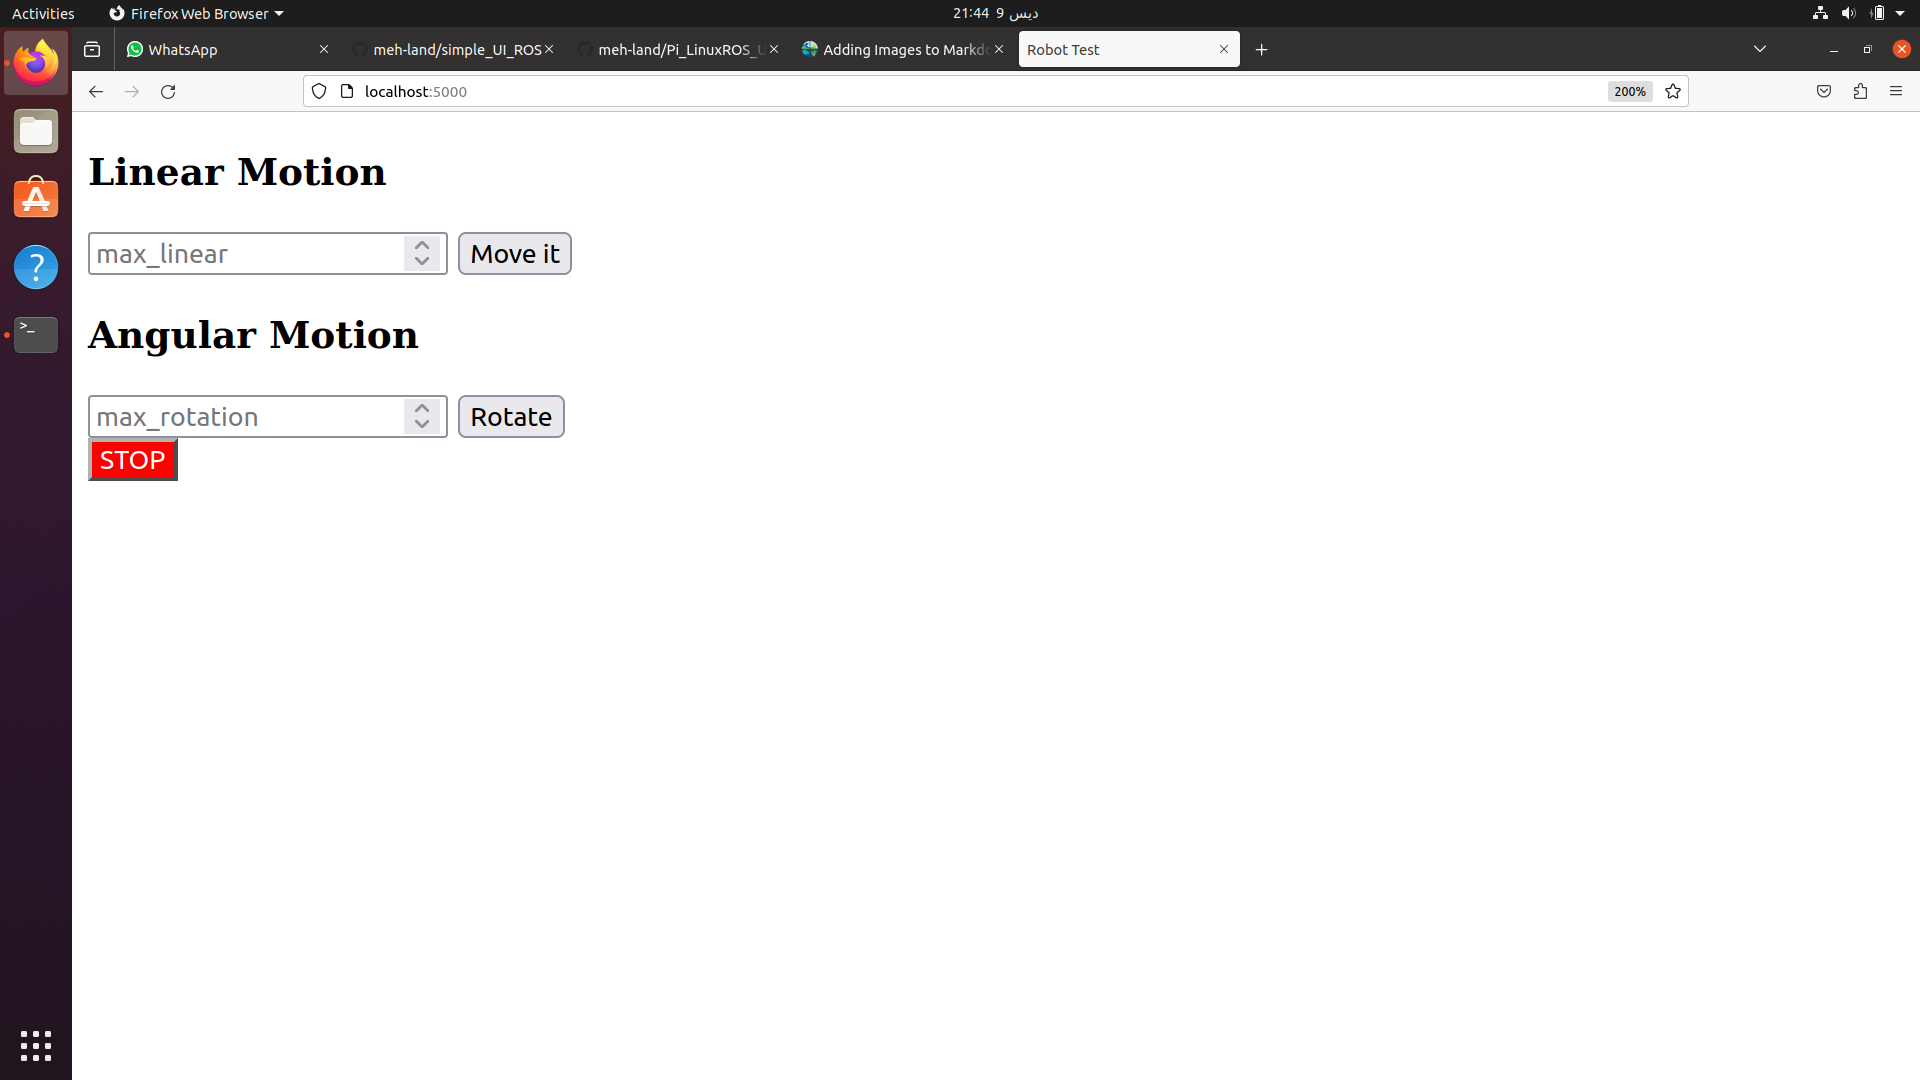 Activities
Firefox Web Browser
21:44 9 ديس
WhatsApp
meh-land/simple_UI_ROS
meh-land/Pi_LinuxROS_U
Adding Images to Markdo
Robot Test
localhost:5000
200%
Linear Motion
max_linear
Move it
Angular Motion
max_rotation
Rotate
STOP